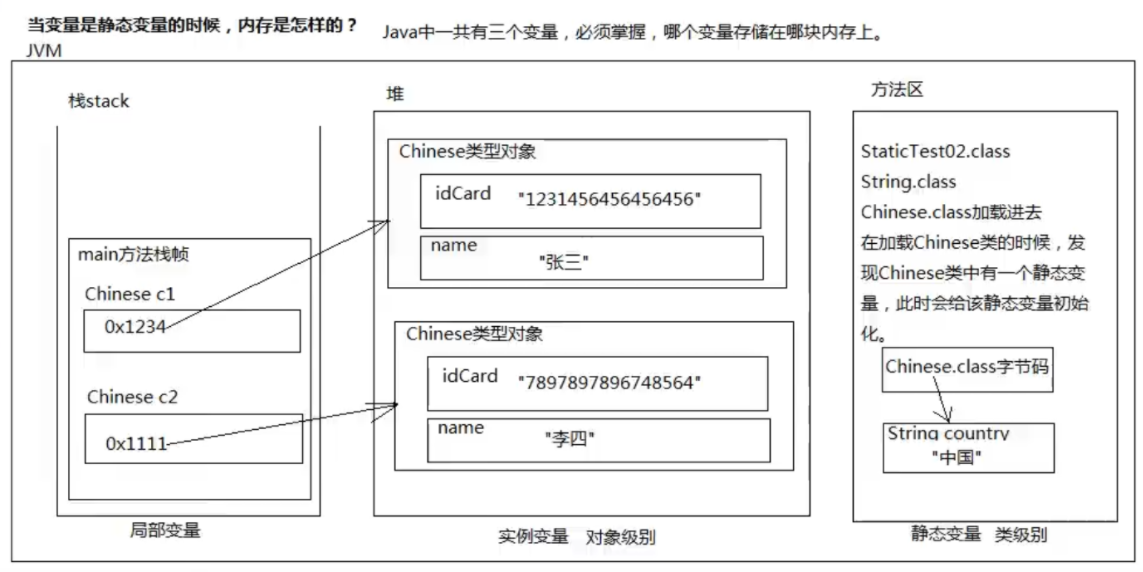 当变量是静态变量的时候，内存是怎样的？
Java中一共有三个变量，必须掌握，哪个变量存储在哪块内存上。
JVM
栈stack
main方法栈帧
Chinese c1
0x1234
Chinese c2
0x1111
局部变量
堆
Chinese类型对象
idCard "1231456456456456"
name
"张三"
Chinese类型对象
idCard "7897897896748564"
name
"李四"
实例变量 对象级别
方法区
StaticTest02.class
String.class
Chinese.class加载进去
在加载Chinese类的时候，发
现Chinese类中有一个静态变
量，此时会给该静态变量初始
化。
Chinese.class字节码
String country
"中国"
静态变量 类级别